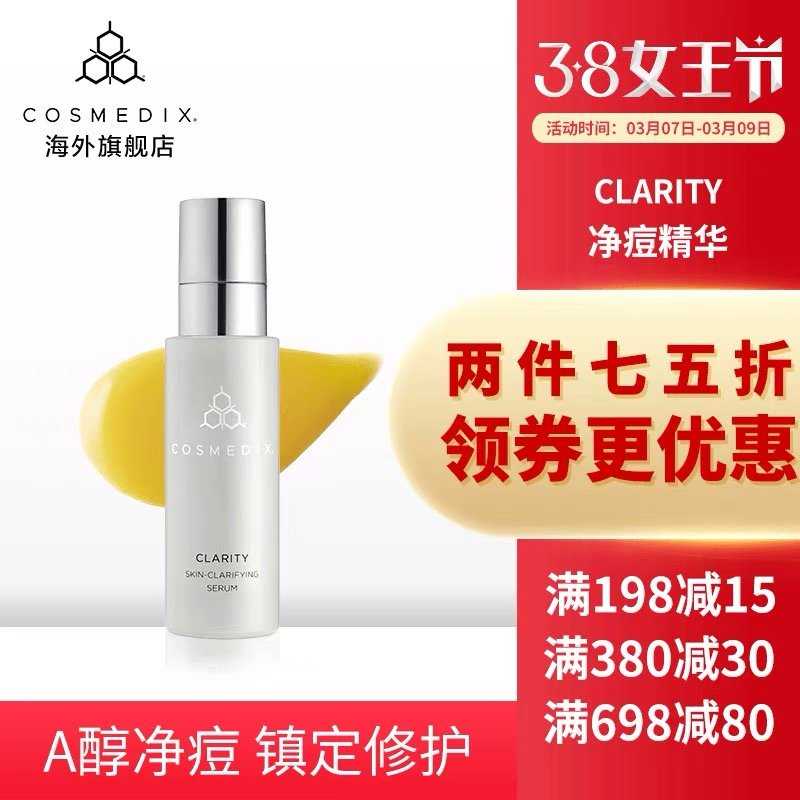 COSMEDIX®
海外旗舰店
3·8女王节
活动时间：03月07日-03月09日
CLARITY
净痘精华
两件七五折
领券更优惠
COSMEDIX
CLARITY
SKIN-CLARIFYING
SERUM
满198减15
满380减30
满698减80
A醇净痘 镇定修护